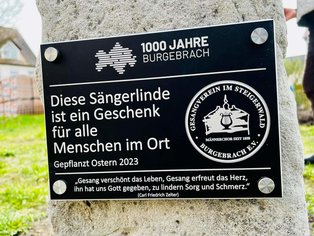 1000 JAHRE
BURGEBRACH
Diese Sängerlinde
ist ein Geschenk
für alle
Menschen im Ort
Gepflanzt Ostern 2023
GESANGVEREIN IM STEIGERWALD
MÄNNERCHOR SEIT 1888
BURGEBRACH E.V.
„Gesang verschönt das Leben, Gesang erfreut das Herz,
ihn hat uns Gott gegeben, zu lindern Sorg und Schmerz.“
(Carl Friedrich Zelter)